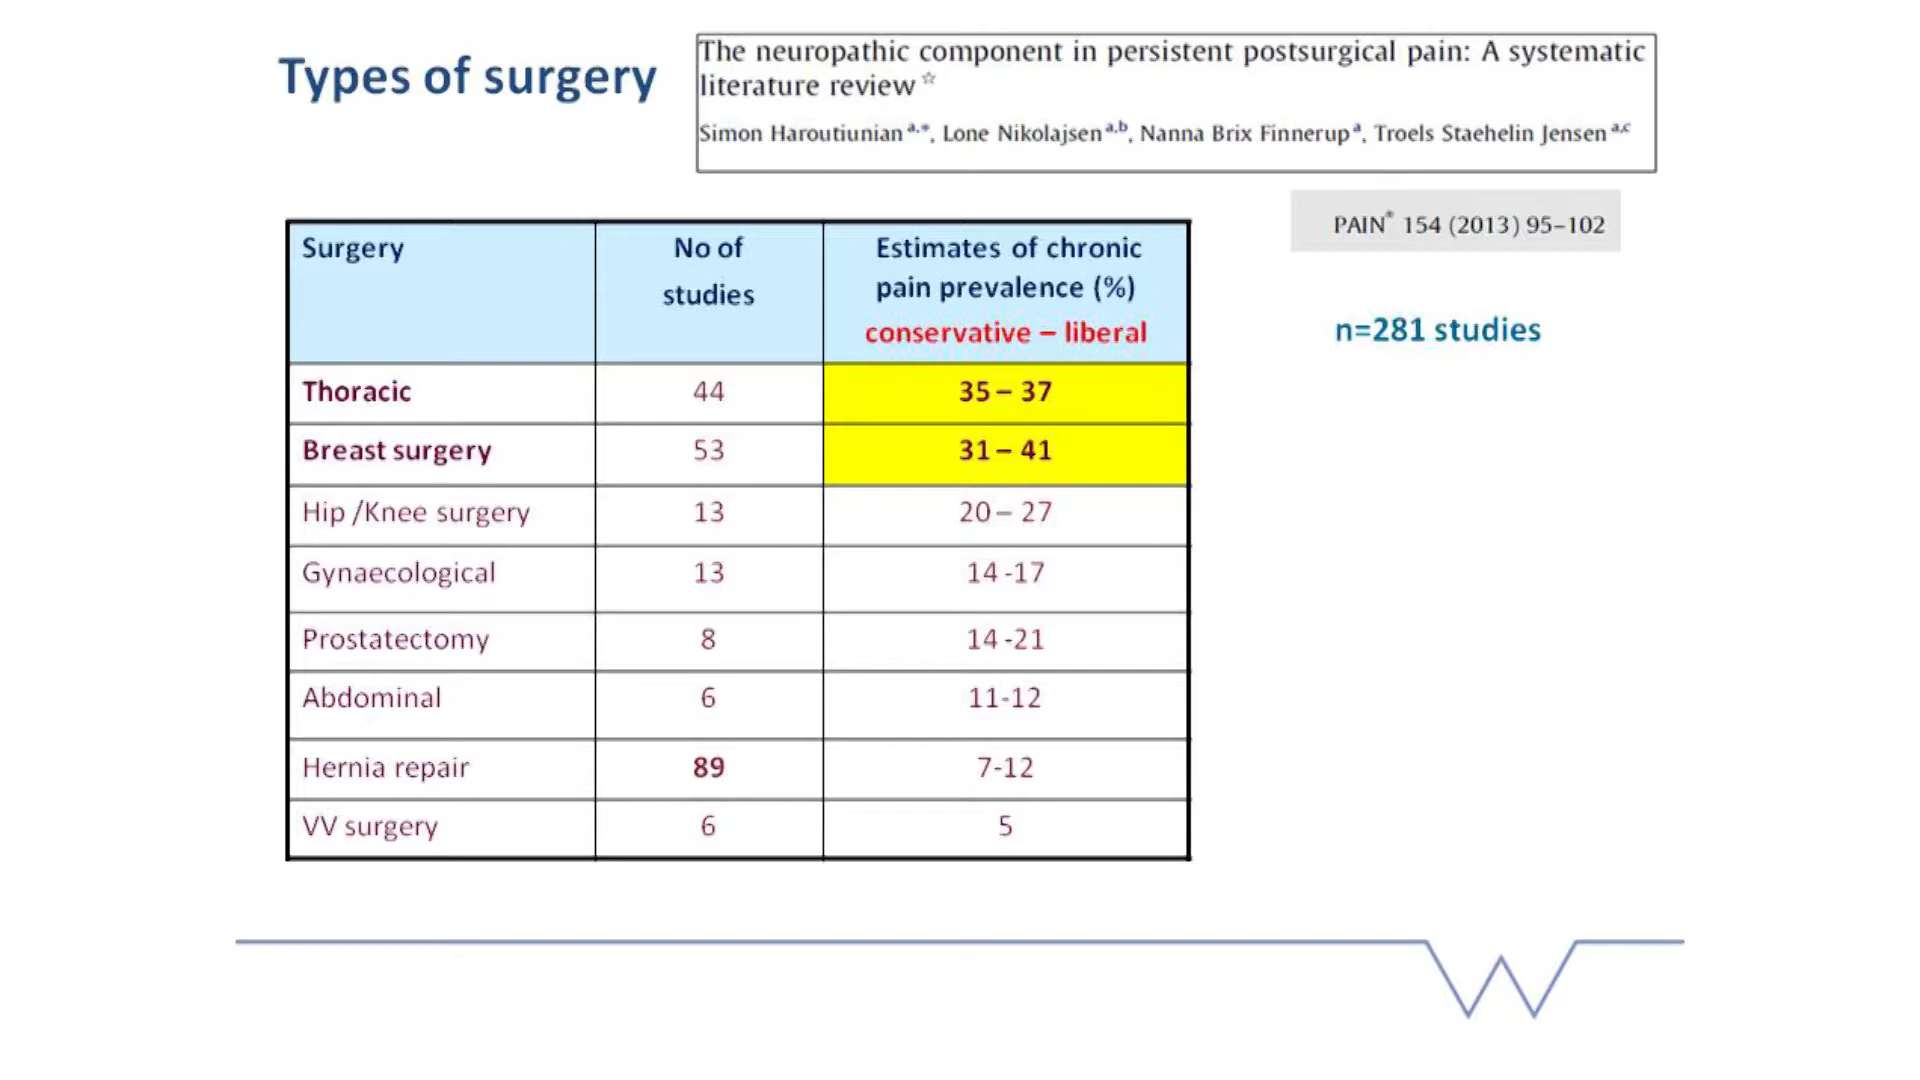 Types of surgery
The neuropathic component in persistent postsurgical pain: A systematic
literature review ☆
Simon Haroutiunian a,*, Lone Nikolajsen a,b, Nanna Brix Finnerup a, Troels Staehelin Jensen a,c
PAIN® 154 (2013) 95–102
n=281 studies
Surgery
No of
studies
Estimates of chronic
pain prevalence (%)
conservative – liberal
Thoracic 44 35 – 37
Breast surgery 53 31 – 41
Hip /Knee surgery 13 20 – 27
Gynaecological 13 14 -17
Prostatectomy 8 14 -21
Abdominal 6 11-12
Hernia repair 89 7-12
VV surgery 6 5